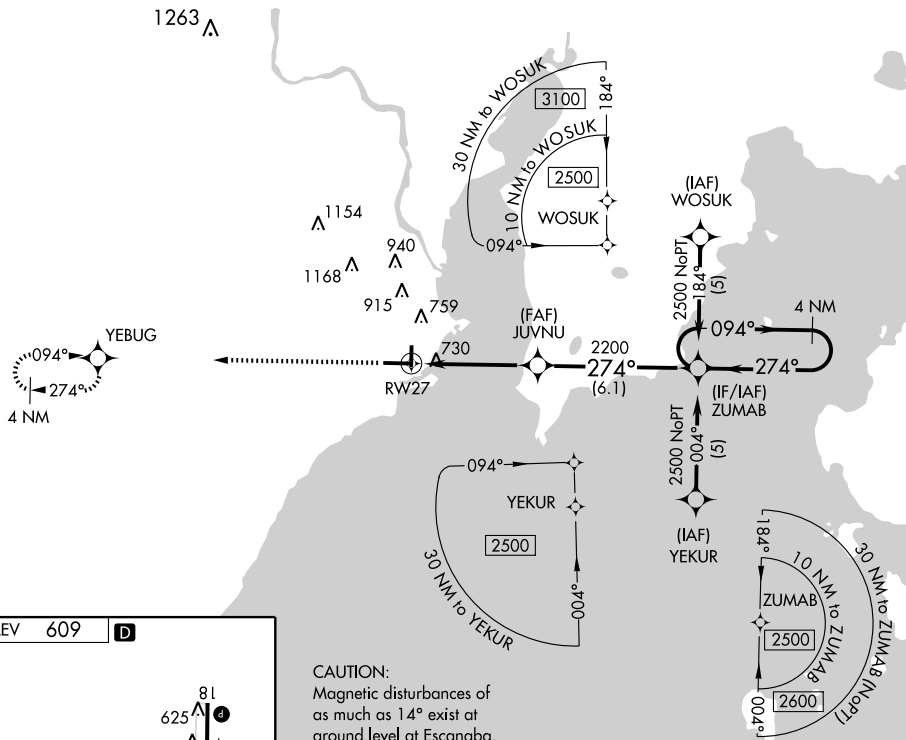 1263
30 NM to WOSUK
3100
184°
10 NM to WOSUK
2500
WOSUK
094°
(IAF)
WOSUK
2500 NoPT
184°
(5)
1154
940
1168
915
759
730
RW27
YEBUG
094°
274°
4 NM
(FAF)
JUVNU
2200
274°
(6.1)
094°
4 NM
274°
(IF/IAF)
ZUMAB
2500 NoPT
004°
(5)
(IAF)
YEKUR
094°
YEKUR
2500
004°
30 NM to YEKUR
184°
30 NM to ZUMAB (NoPT)
10 NM to ZUMAB
ZUMAB
2500
2600
004°
609
D
18
625
P
CAUTION:
Magnetic disturbances of
as much as 14° exist at
ground level at Escanaba.